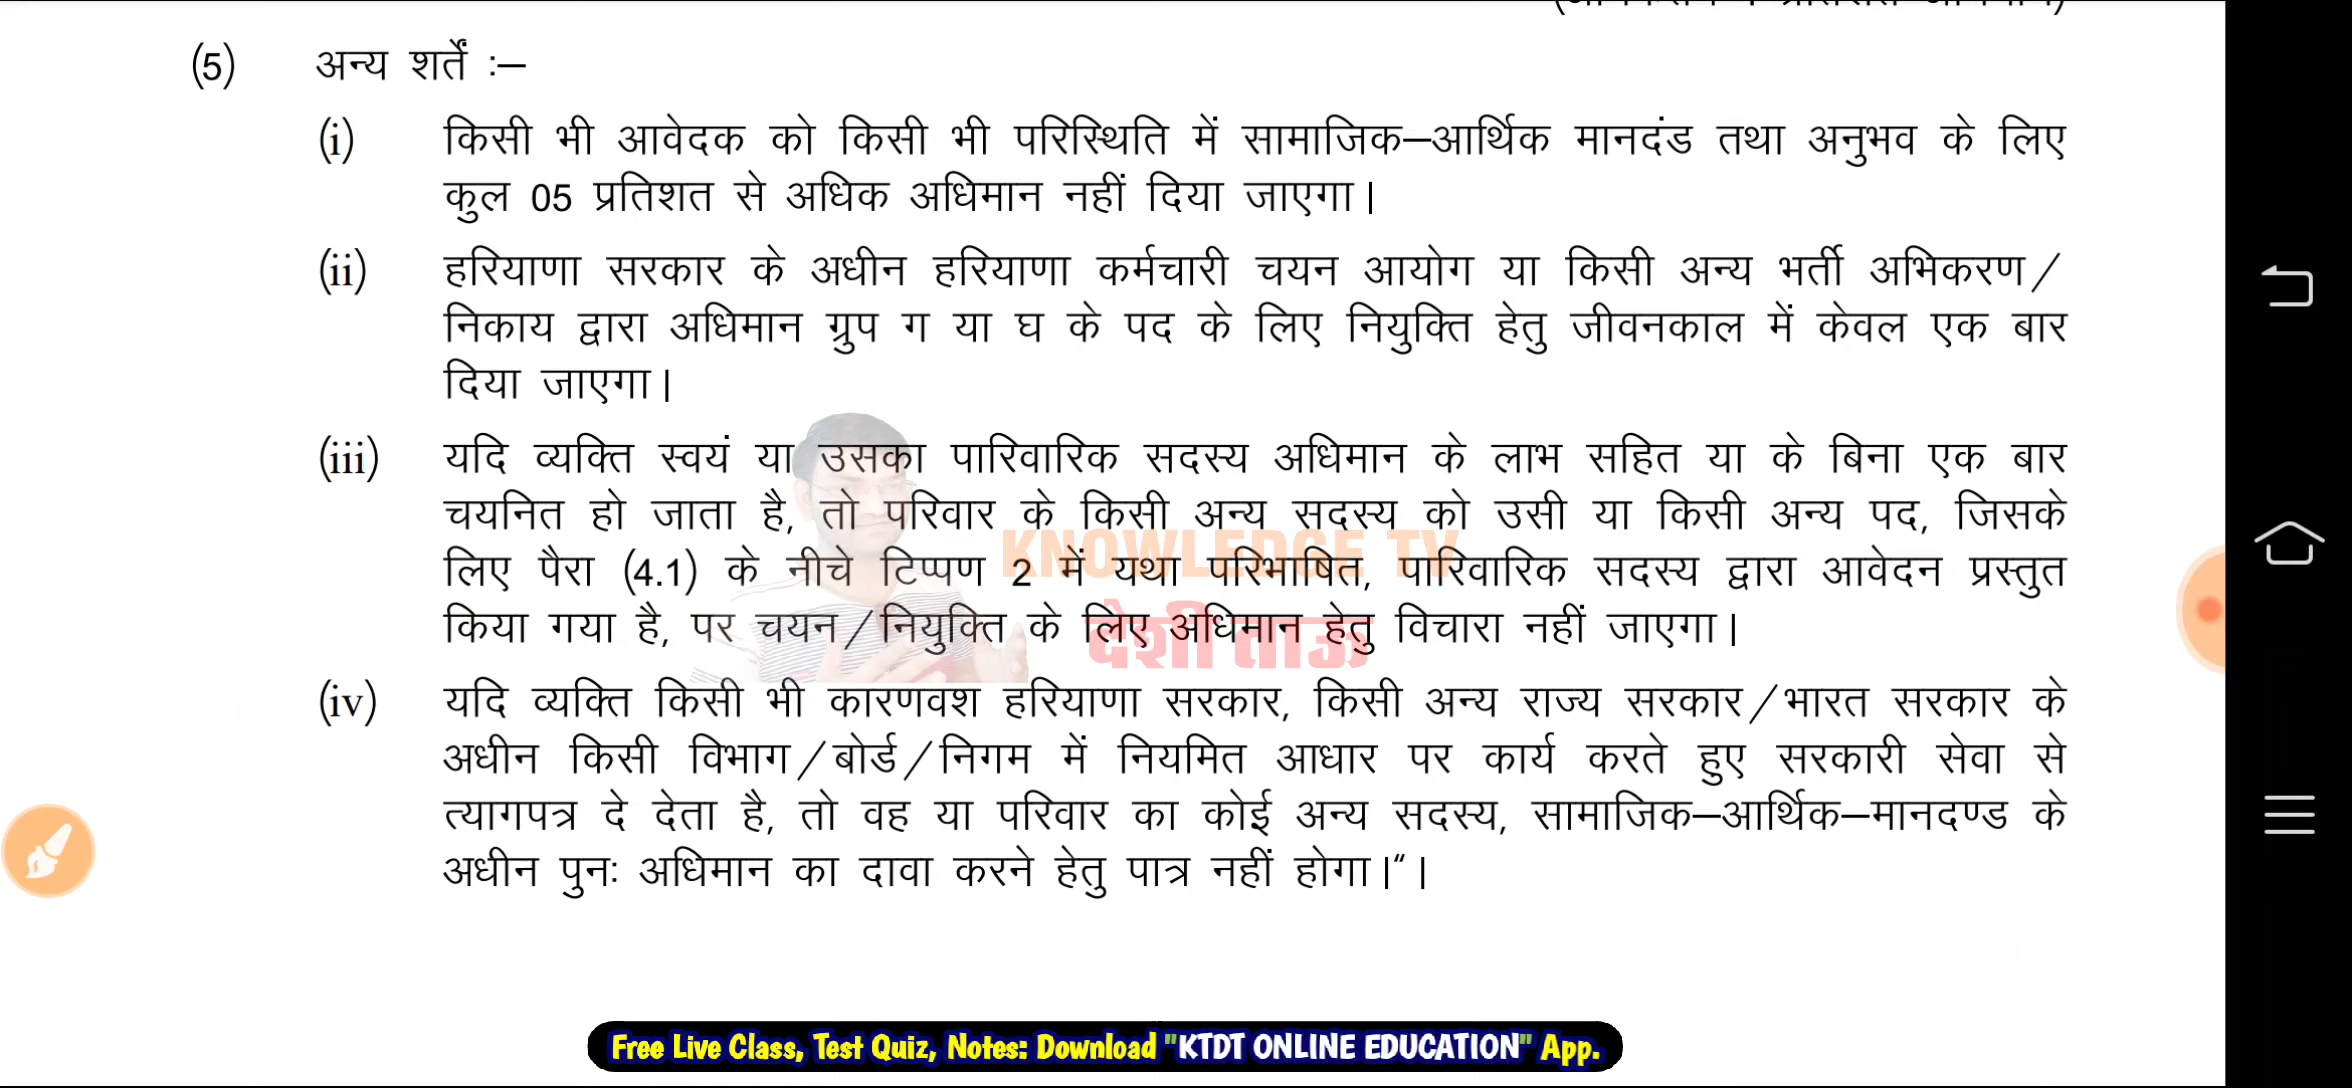 (5) अन्य शर्तें :–
(i) किसी भी आवेदक को किसी भी परिस्थिति में सामाजिक–आर्थिक मानदंड तथा अनुभव के लिए
कुल 05 प्रतिशत से अधिक अधिमान नहीं दिया जाएगा।
(ii) हरियाणा सरकार के अधीन हरियाणा कर्मचारी चयन आयोग या किसी अन्य भर्ती अभिकरण/
निकाय द्वारा अधिमान ग्रुप ग या घ के पद के लिए नियुक्ति हेतु जीवनकाल में केवल एक बार
दिया जाएगा।
(iii) यदि व्यक्ति स्वयं या उसका पारिवारिक सदस्य अधिमान के लाभ सहित या के बिना एक बार
चयनित हो जाता है, तो परिवार के किसी अन्य सदस्य को उसी या किसी अन्य पद, जिसके
KNOWLEDGE TV
लिए पैरा (4.1) के नीचे टिप्पण 2 में यथा परिभाषित, पारिवारिक सदस्य द्वारा आवेदन प्रस्तुत
किया गया है, पर चयन/नियुक्ति के लिए अधिमान हेतु विचारा नहीं जाएगा।
देशी ताऊ
(iv) यदि व्यक्ति किसी भी कारणवश हरियाणा सरकार, किसी अन्य राज्य सरकार/भारत सरकार के
अधीन किसी विभाग/बोर्ड/निगम में नियमित आधार पर कार्य करते हुए सरकारी सेवा से
त्यागपत्र दे देता है, तो वह या परिवार का कोई अन्य सदस्य, सामाजिक–आर्थिक–मानदण्ड के
अधीन पुनः अधिमान का दावा करने हेतु पात्र नहीं होगा।“।
Free Live Class, Test Quiz, Notes: Download "KTDT ONLINE EDUCATION" App.